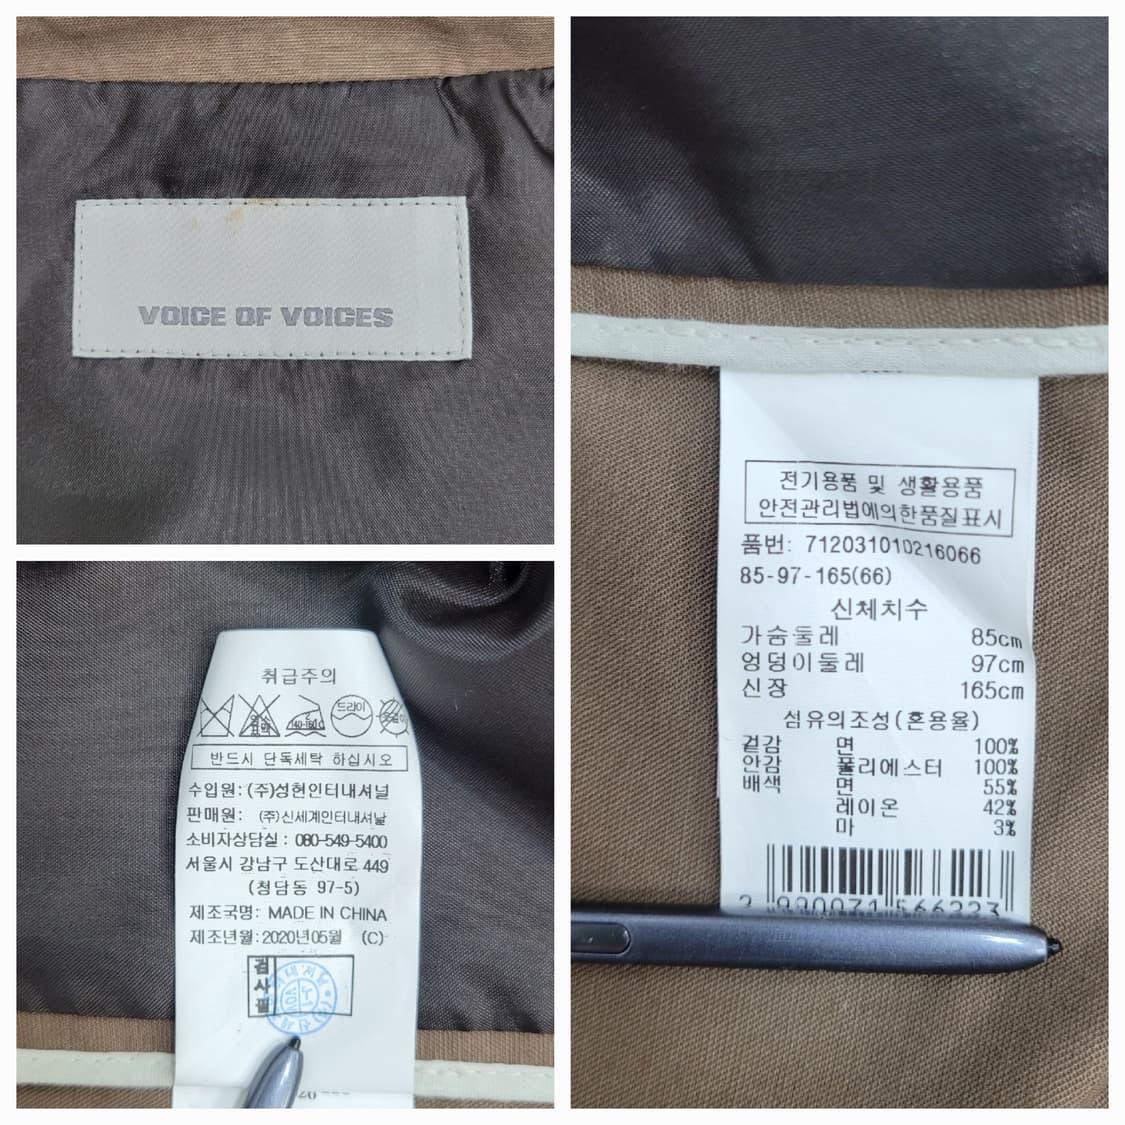 VOICE OF VOICES
취급주의
드라이
140-160℃
반드시 단독세탁 하십시오
수입원: (주)성현인터내셔널
판매원: (주)신세계인터내셔날
소비자상담실 : 080-549-5400
서울시 강남구 도산대로 449
(청담동 97-5)
제조국명: MADE IN CHINA
제조년월: 2020년05월 (C)
검사필
전기용품 및 생활용품
안전관리법에의한품질표시
품번: 712031010216066
85-97-165(66)
신체치수
가슴둘레 85cm
엉덩이둘레 97cm
신장 165cm
섬유의조성(혼용율)
겉감 면 100%
안감 폴리에스터 100%
배색 면 55%
레이온 42%
마 3%
2 990071 566223